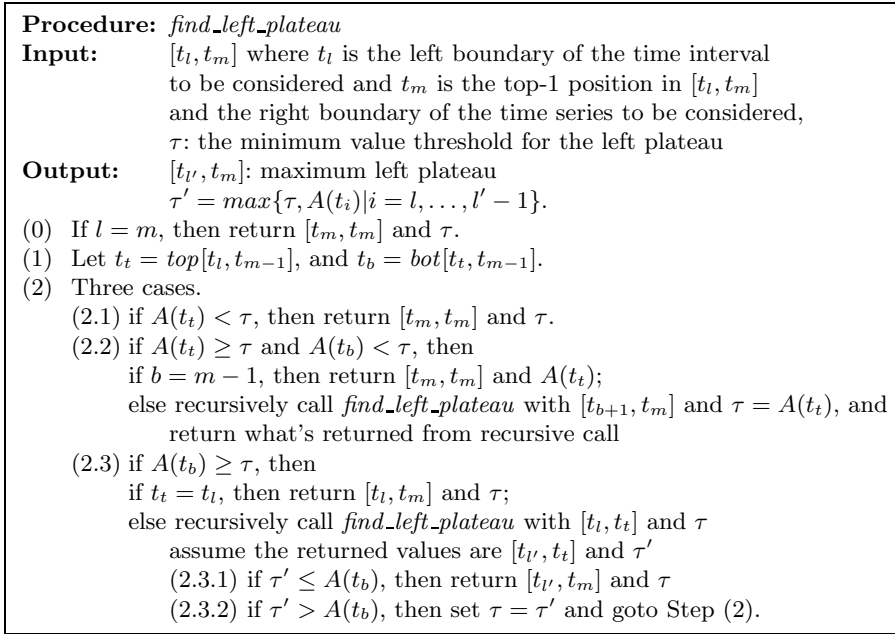 Procedure: find_left_plateau
Input: [t_l, t_m] where t_l is the left boundary of the time interval
to be considered and t_m is the top-1 position in [t_l, t_m]
and the right boundary of the time series to be considered,
τ: the minimum value threshold for the left plateau
Output: [t_{l'}, t_m]: maximum left plateau
τ' = max{τ, A(t_i)|i = l, . . . , l' − 1}.
(0) If l = m, then return [t_m, t_m] and τ.
(1) Let t_t = top[t_l, t_{m−1}], and t_b = bot[t_t, t_{m−1}].
(2) Three cases.
(2.1) if A(t_t) < τ, then return [t_m, t_m] and τ.
(2.2) if A(t_t) ≥ τ and A(t_b) < τ, then
if b = m − 1, then return [t_m, t_m] and A(t_t);
else recursively call find_left_plateau with [t_{b+1}, t_m] and τ = A(t_t), and
return what's returned from recursive call
(2.3) if A(t_b) ≥ τ, then
if t_t = t_l, then return [t_l, t_m] and τ;
else recursively call find_left_plateau with [t_l, t_t] and τ
assume the returned values are [t_{l'}, t_t] and τ'
(2.3.1) if τ' ≤ A(t_b), then return [t_{l'}, t_m] and τ
(2.3.2) if τ' > A(t_b), then set τ = τ' and goto Step (2).